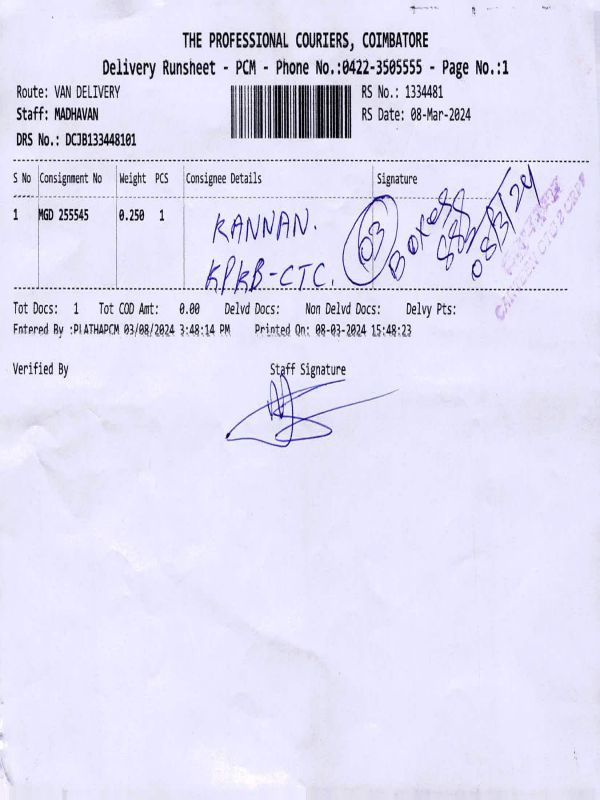 THE PROFESSIONAL COURIERS, COIMBATORE
Delivery Runsheet - PCM - Phone No.:0422-3505555 - Page No.:1
Route: VAN DELIVERY RS No.: 1334481
Staff: MADHAVAN RS Date: 08-Mar-2024
DRS No.: DCJB133448101
S No Consignment No Weight PCS Consignee Details Signature
1 MGD 255545 0.250 1
KANNAN.
KPKB-CTC.
03
Boxes
08/3/24
Tot Docs: 1 Tot COD Amt: 0.00 Delvd Docs: Non Delvd Docs: Delvy Pts:
Entered By :PLATHAPCM 03/08/2024 3:48:14 PM Printed On: 08-03-2024 15:48:23
Verified By Staff Signature